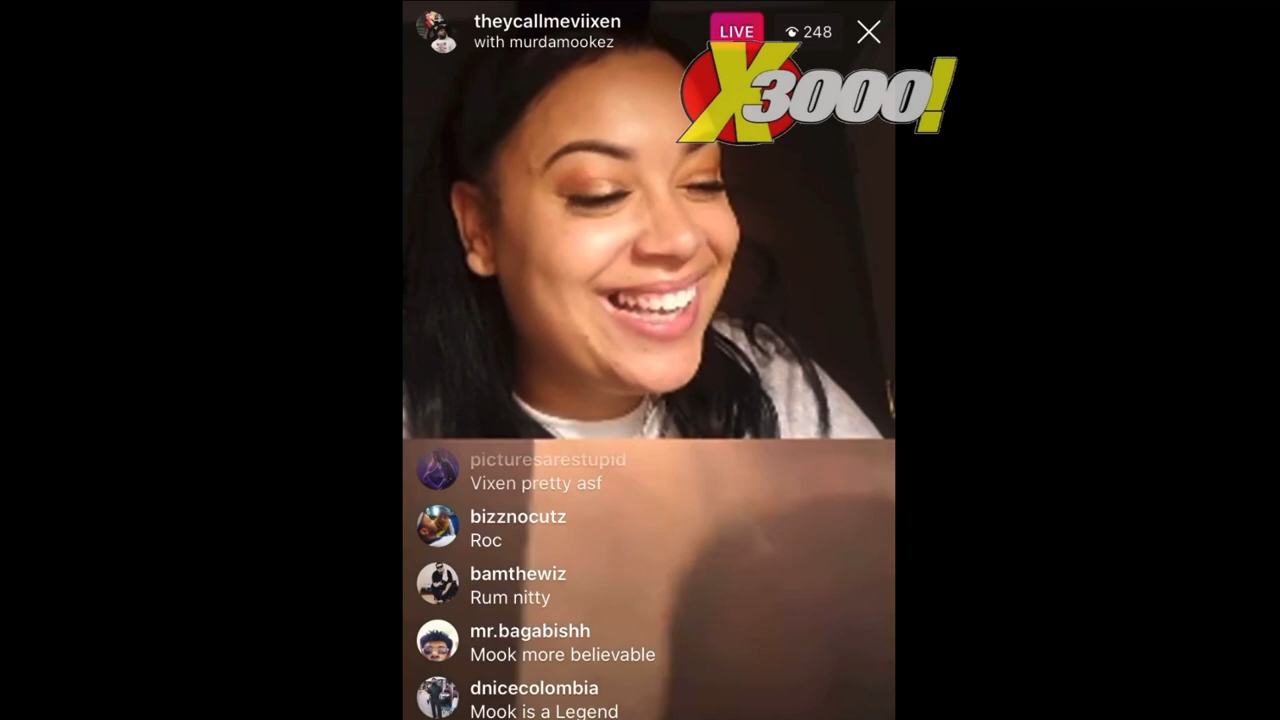 theycallmeviixen
with murdamookez
LIVE
248
X3000!
picturesarestupid
Vixen pretty asf
bizznocutz
Roc
bamthewiz
Rum nitty
mr.bagabishh
Mook more believable
dnicecolombia
Mook is a Legend